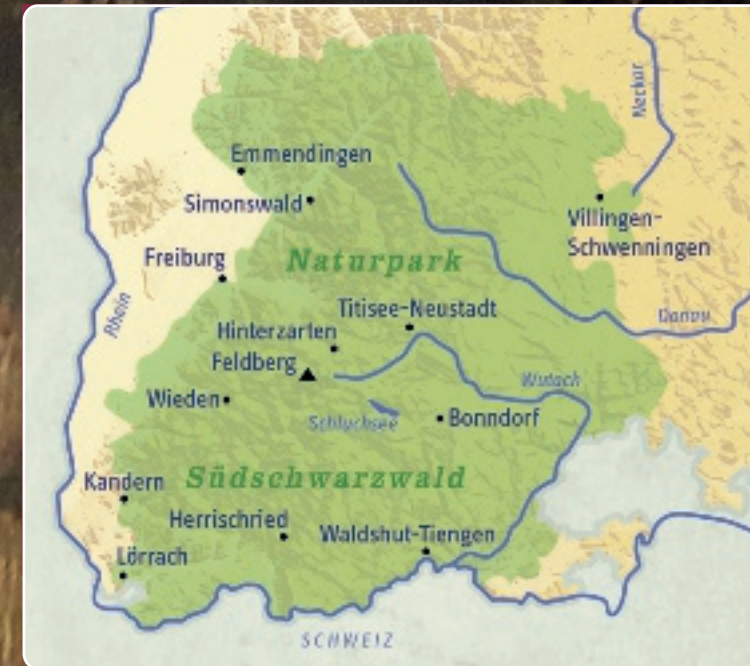 Neckar
Emmendingen
Simonswald
Villingen-
Schwenningen
Freiburg
Naturpark
Rhein
Titisee-Neustadt
Donau
Hinterzarten
Feldberg
Wutach
Wieden
Schluchsee
Bonndorf
Kandern
Südschwarzwald
Herrischried
Waldshut-Tiengen
Lörrach
SCHWEIZ